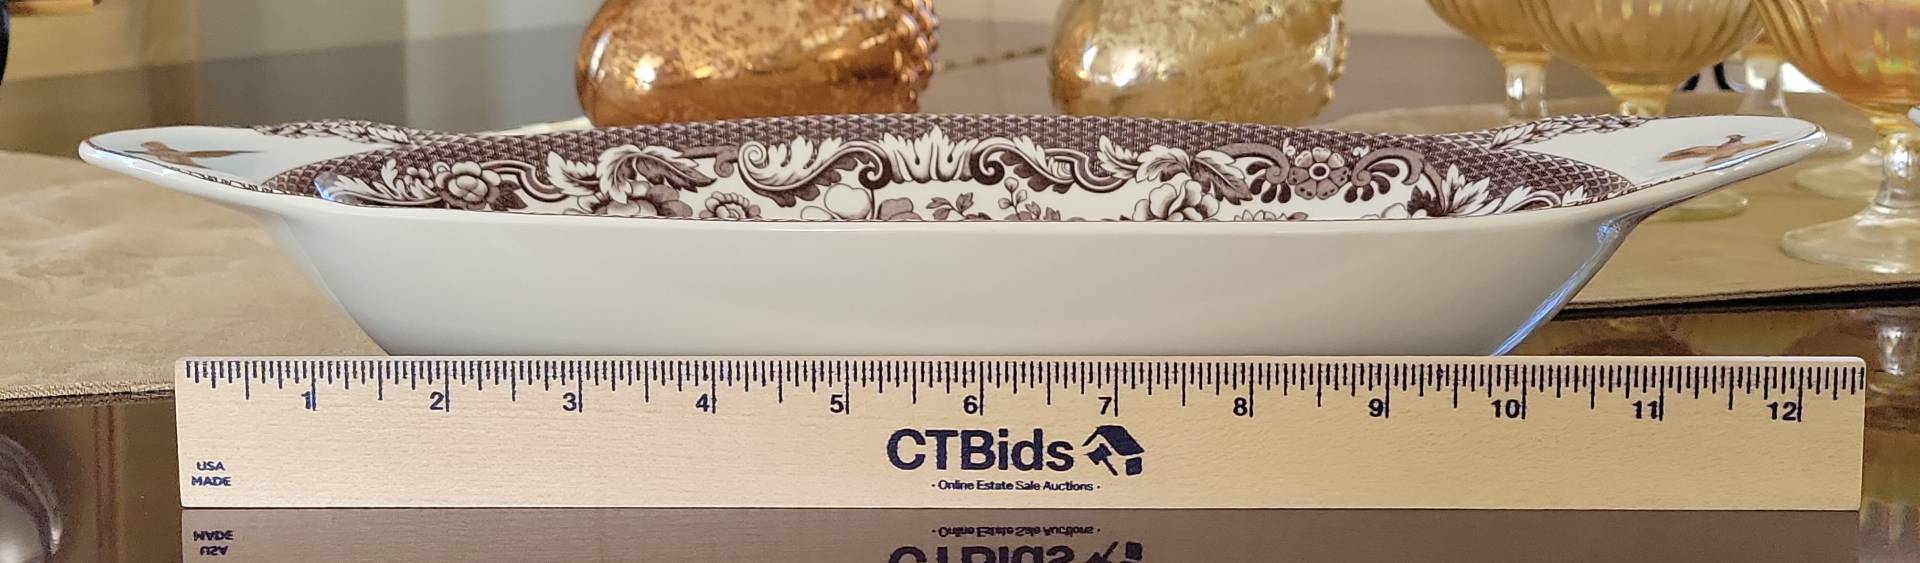 1 2 3 4 5 6 7 8 9 10 11 12
CTBids
· Online Estate Sale Auctions ·
USA
MADE